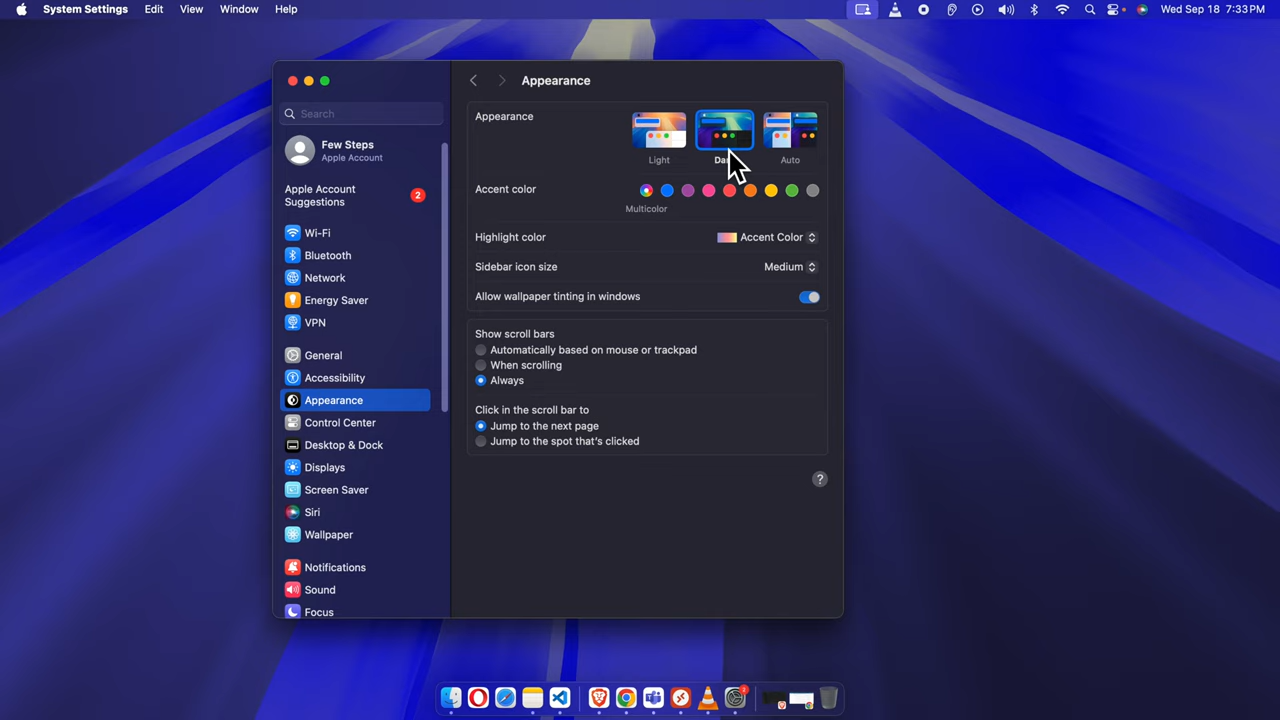 System Settings Edit View Window Help
Wed Sep 18 7:33 PM
Search
Few Steps
Apple Account
Apple Account
Suggestions
2
Wi-Fi
Bluetooth
Network
Energy Saver
VPN
General
Accessibility
Appearance
Control Center
Desktop & Dock
Displays
Screen Saver
Siri
Wallpaper
Notifications
Sound
Focus
Appearance
Appearance
Light
Auto
Accent color
Multicolor
Highlight color
Accent Color
Sidebar icon size
Medium
Allow wallpaper tinting in windows
Show scroll bars
Automatically based on mouse or trackpad
When scrolling
Always
Click in the scroll bar to
Jump to the next page
Jump to the spot that's clicked
?
2